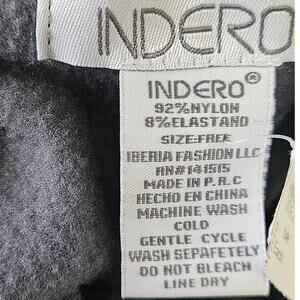 INDERO
INDERO®
92%NYLON
8%ELASTAND
SIZE-FREE
IBERIA FASHION LLC
RN#141515
MADE IN P.R.C
HECHO EN CHINA
MACHINE WASH
COLD
GENTLE CYCLE
WASH SEPAFETELY
DO NOT BLEACH
LINE DRY